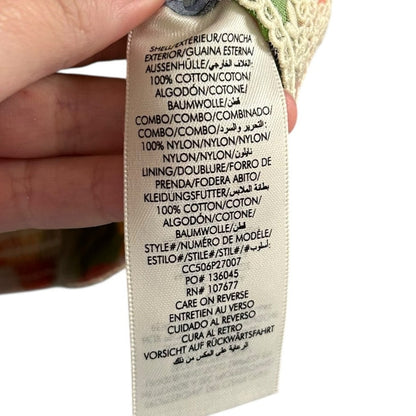 SHELL/EXTÉRIEUR/CONCHA
EXTERIOR/GUAINA ESTERNA/
AUSSENHÜLLE/الغلاف الخارجي/
100% COTTON/COTON/
ALGODÓN/COTONE/
BAUMWOLLE/قطن/
COMBO/COMBO/COMBINADO/
COMBO/COMBO/التحرير والسرد/
100% NYLON/NYLON/NYLON/
NYLON/NYLON/نايلون/
LINING/DOUBLURE/FORRO DE
PRENDA/FODERA ABITO/
KLEIDUNGSFUTTER/بطانة الملابس/
100% COTTON/COTON/
ALGODÓN/COTONE/
BAUMWOLLE/قطن/
STYLE#/NUMÉRO DE MODÈLE/
ESTILO#/STILE#/STIL#/أسلوب#/
CC506P27007
PO# 136045
RN# 107677
CARE ON REVERSE
ENTRETIEN AU VERSO
CUIDADO AL REVERSO
CURA AL RETRO
VORSICHT AUF RÜCKWÄRTSFAHRT
الرعاية على العكس من ذلك